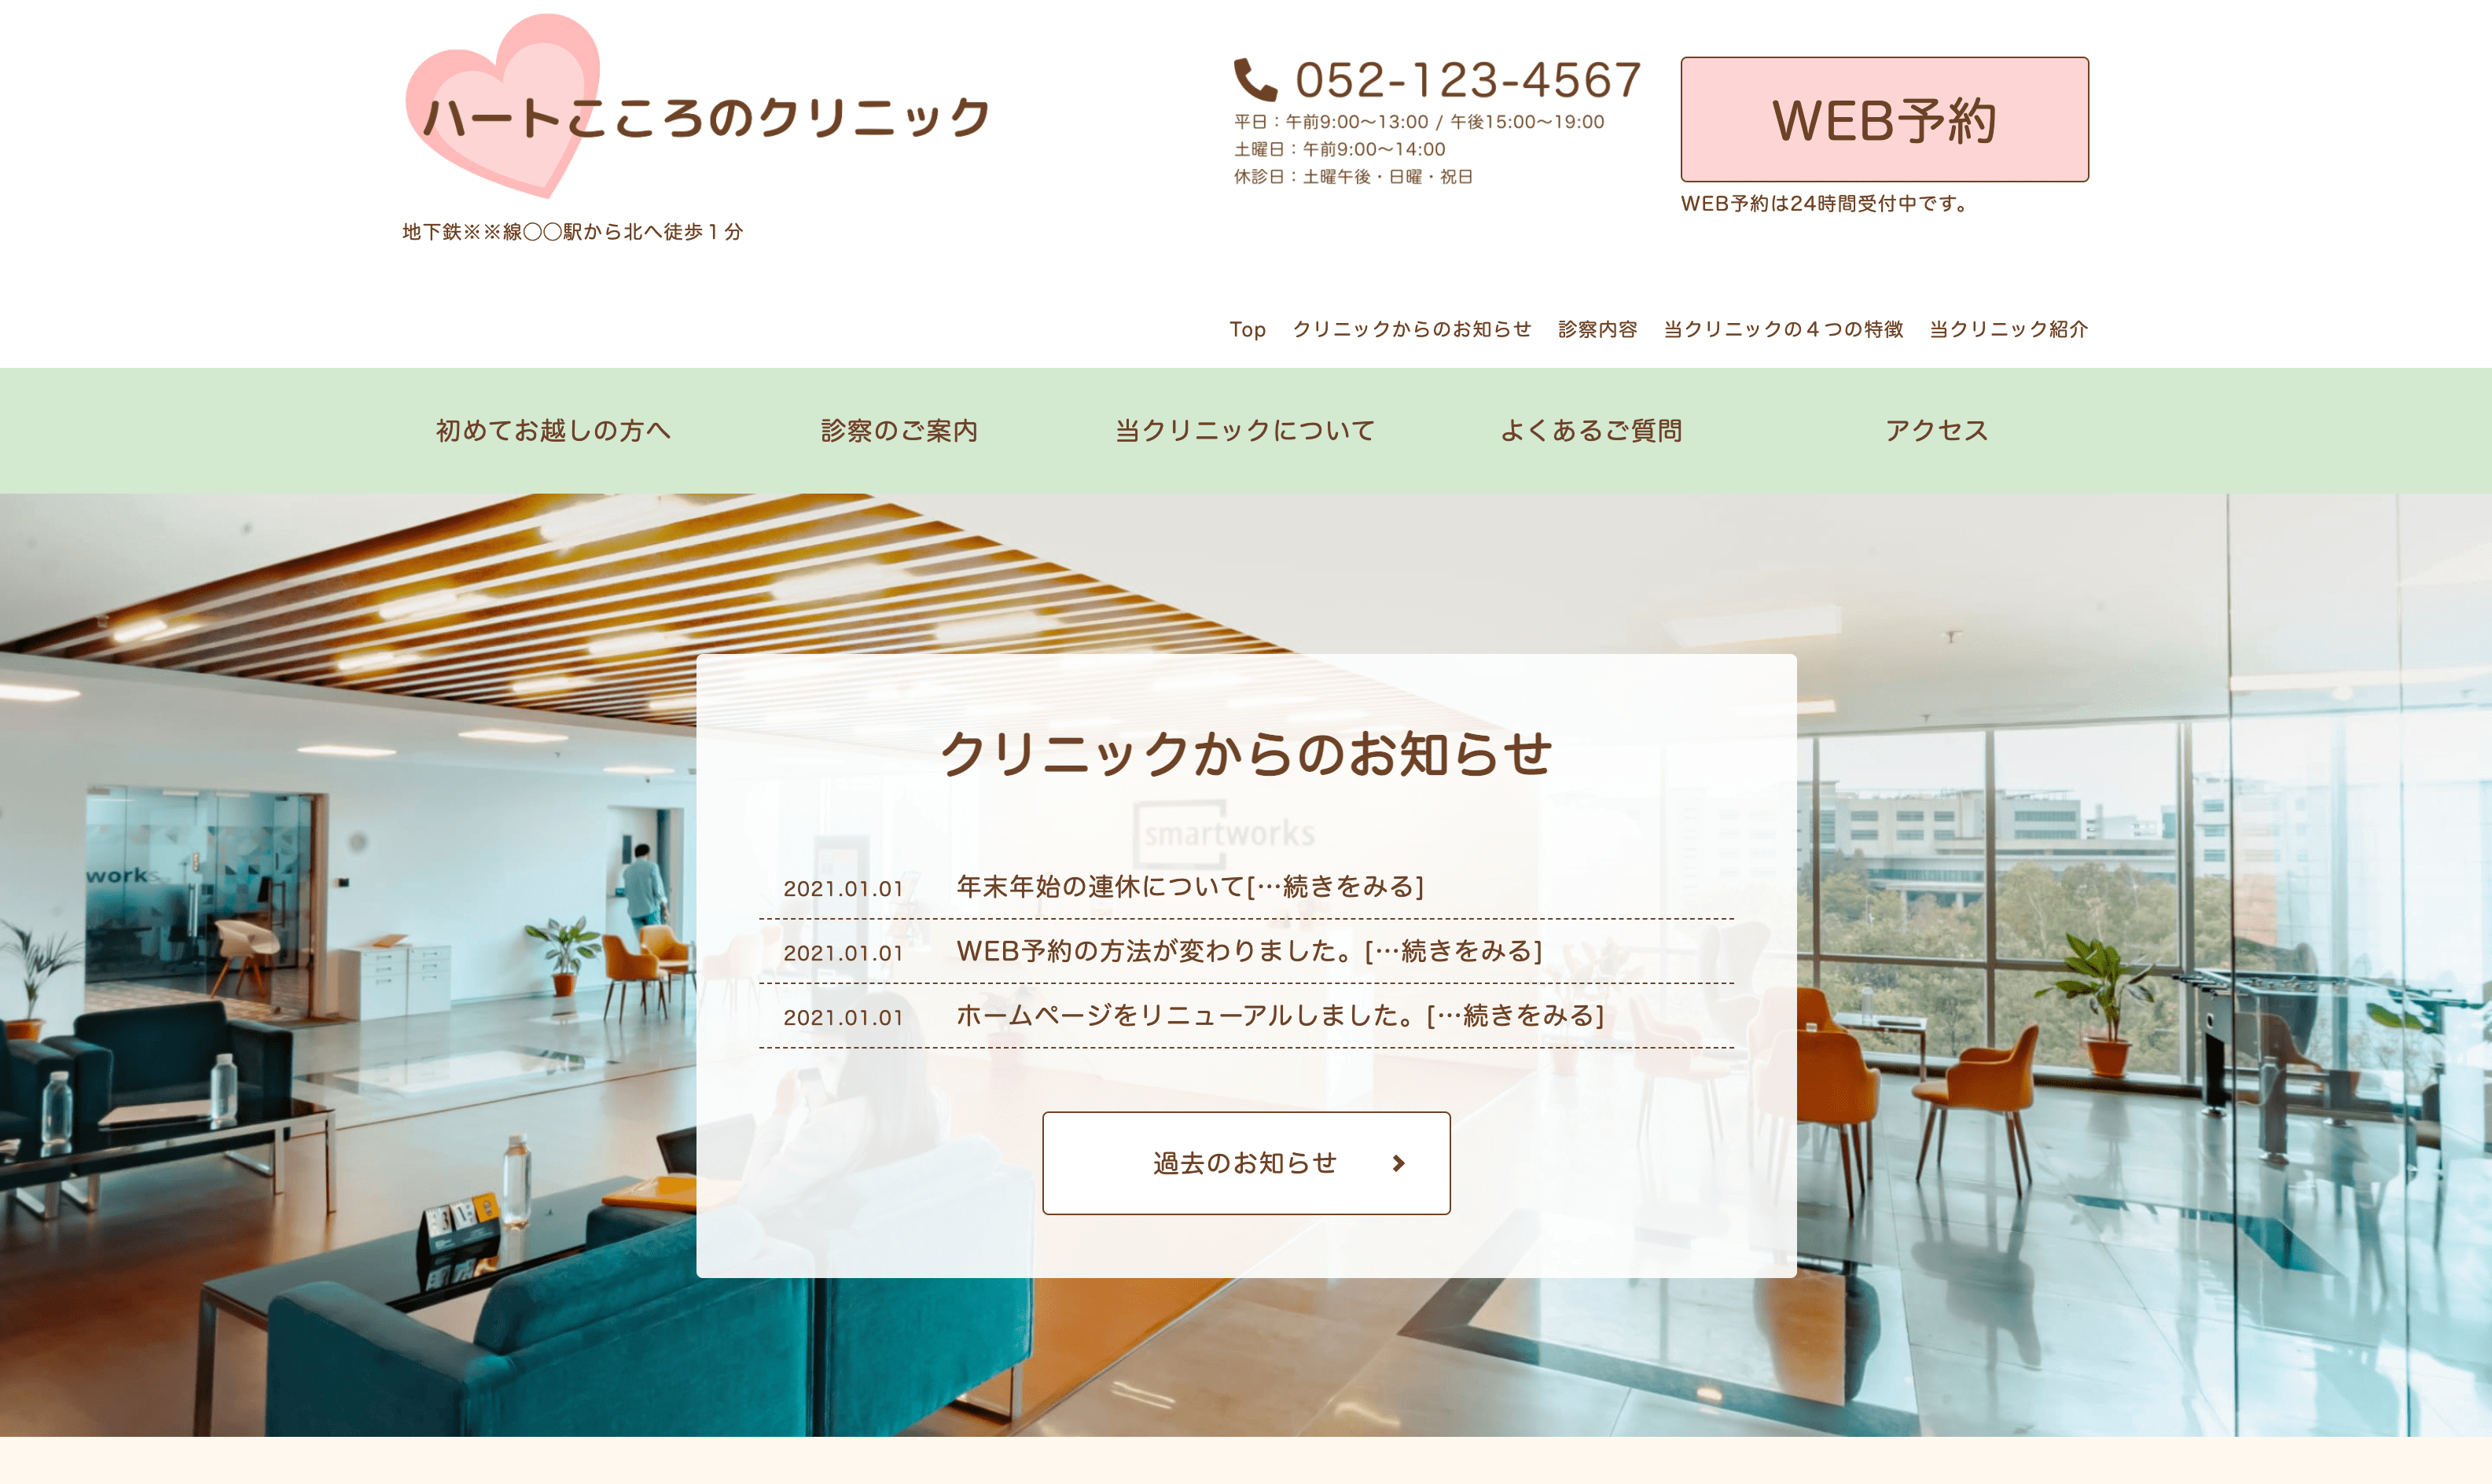 ハートこころのクリニック
地下鉄※※線〇〇駅から北へ徒歩１分
052-123-4567
平日：午前9:00〜13:00 / 午後15:00〜19:00
土曜日：午前9:00〜14:00
休診日：土曜午後・日曜・祝日
WEB予約
WEB予約は24時間受付中です。
Top クリニックからのお知らせ 診察内容 当クリニックの４つの特徴 当クリニック紹介
初めてお越しの方へ 診察のご案内 当クリニックについて よくあるご質問 アクセス
クリニックからのお知らせ
smartworks
works
2021.01.01 年末年始の連休について[…続きをみる]
2021.01.01 WEB予約の方法が変わりました。[…続きをみる]
2021.01.01 ホームページをリニューアルしました。[…続きをみる]
過去のお知らせ
31